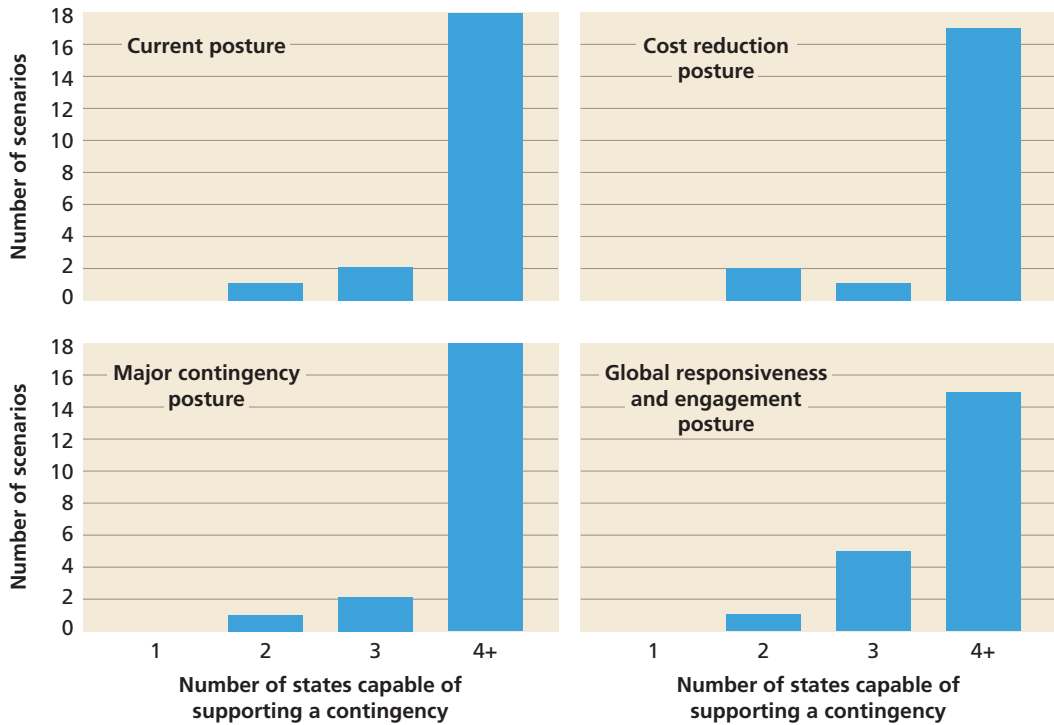 18
16
14
12
10
8
6
4
2
0
Number of scenarios
Current posture
Cost reduction
posture
18
16
14
12
10
8
6
4
2
0
Number of scenarios
Major contingency
posture
Global responsiveness
and engagement
posture
1 2 3 4+
Number of states capable of
supporting a contingency
1 2 3 4+
Number of states capable of
supporting a contingency